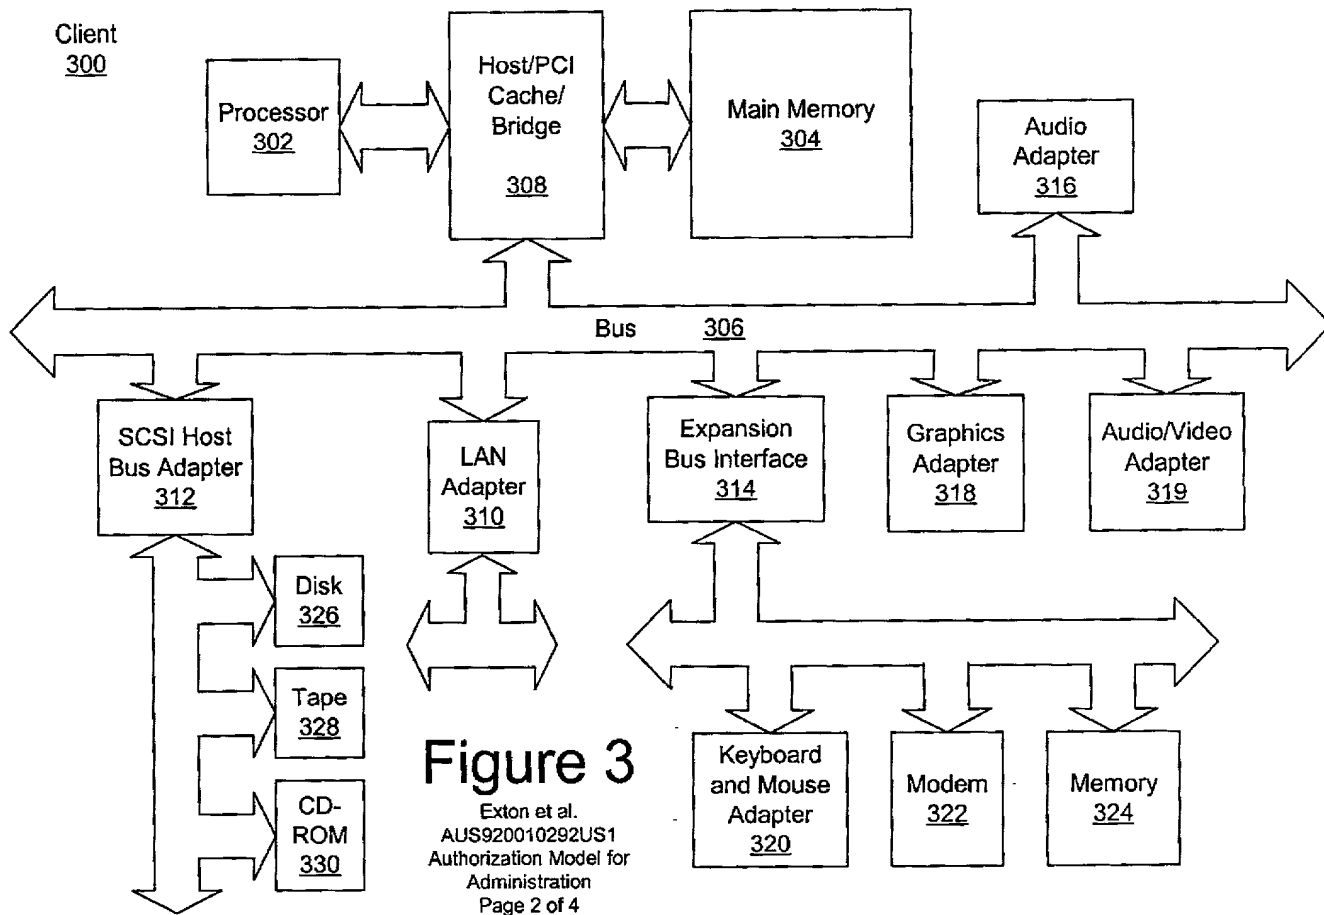 Client
300
Processor
302
Host/PCI
Cache/
Bridge
308
Main Memory
304
Audio
Adapter
316
Bus 306
SCSI Host
Bus Adapter
312
LAN
Adapter
310
Expansion
Bus Interface
314
Graphics
Adapter
318
Audio/Video
Adapter
319
Disk
326
Tape
328
CD-
ROM
330
Keyboard
and Mouse
Adapter
320
Modem
322
Memory
324
Figure 3
Exton et al.
AUS920010292US1
Authorization Model for
Administration
Page 2 of 4